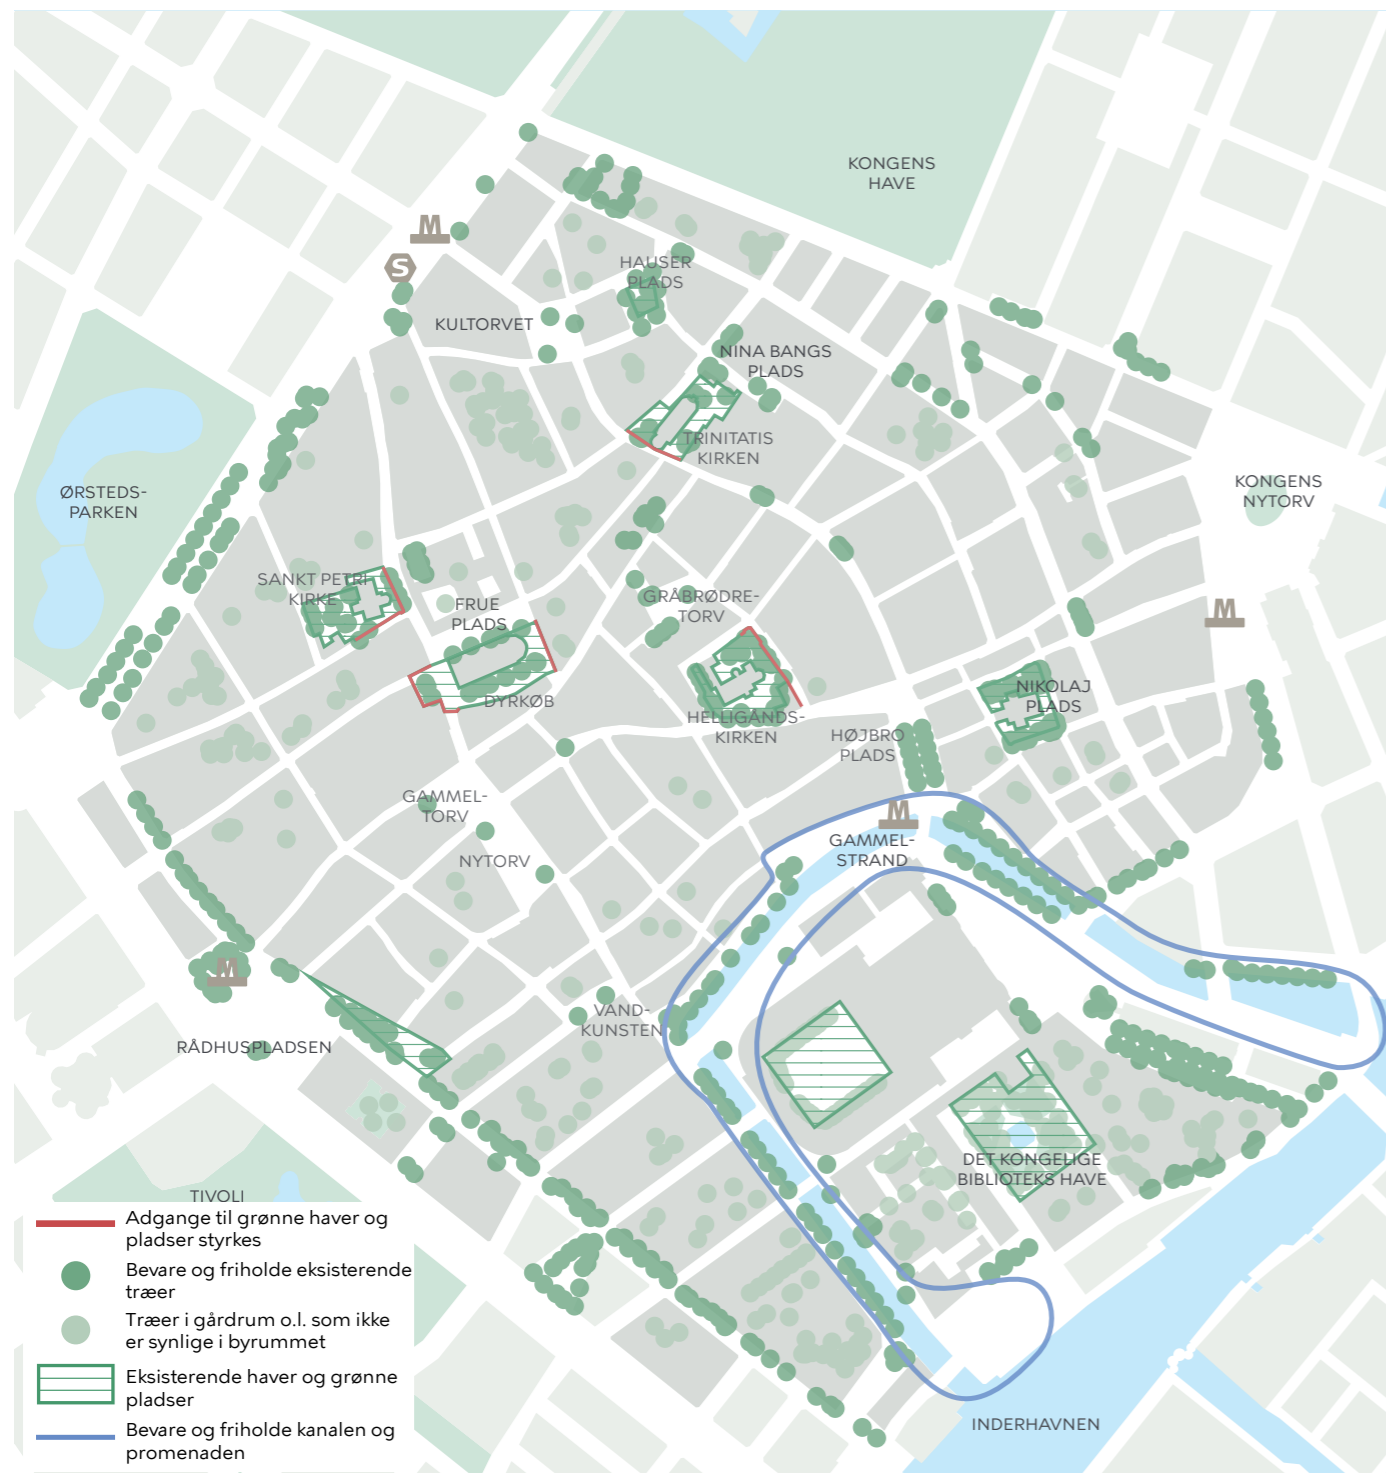 KONGENS
HAVE
M
S
HAUSER
PLADS
KULTORVET
NINA BANGS
PLADS
TRINITATIS
KIRKEN
ØRSTEDS-
PARKEN
KONGENS
NYTORV
SANKT PETRI
KIRKE
FRUE
PLADS
GRÅBRØDRE-
TORV
M
DYRKØB
NIKOLAJ
PLADS
HELLIGANDS-
KIRKEN
HØJBRO
PLADS
GAMMEL-
TORV
M
GAMMEL-
STRAND
NYTORV
M
VAND-
KUNSTEN
RÅDHUSPLADSEN
DET KONGELIGE
BIBLIOTEKS HAVE
TIVOLI
Adgange til grønne haver og
pladser styrkes
Bevare og friholde eksisterende
træer
Træer i gårdrum o.l. som ikke
er synlige i byrummet
Eksisterende haver og grønne
pladser
Bevare og friholde kanalen og
promenaden
INDERHAVNEN